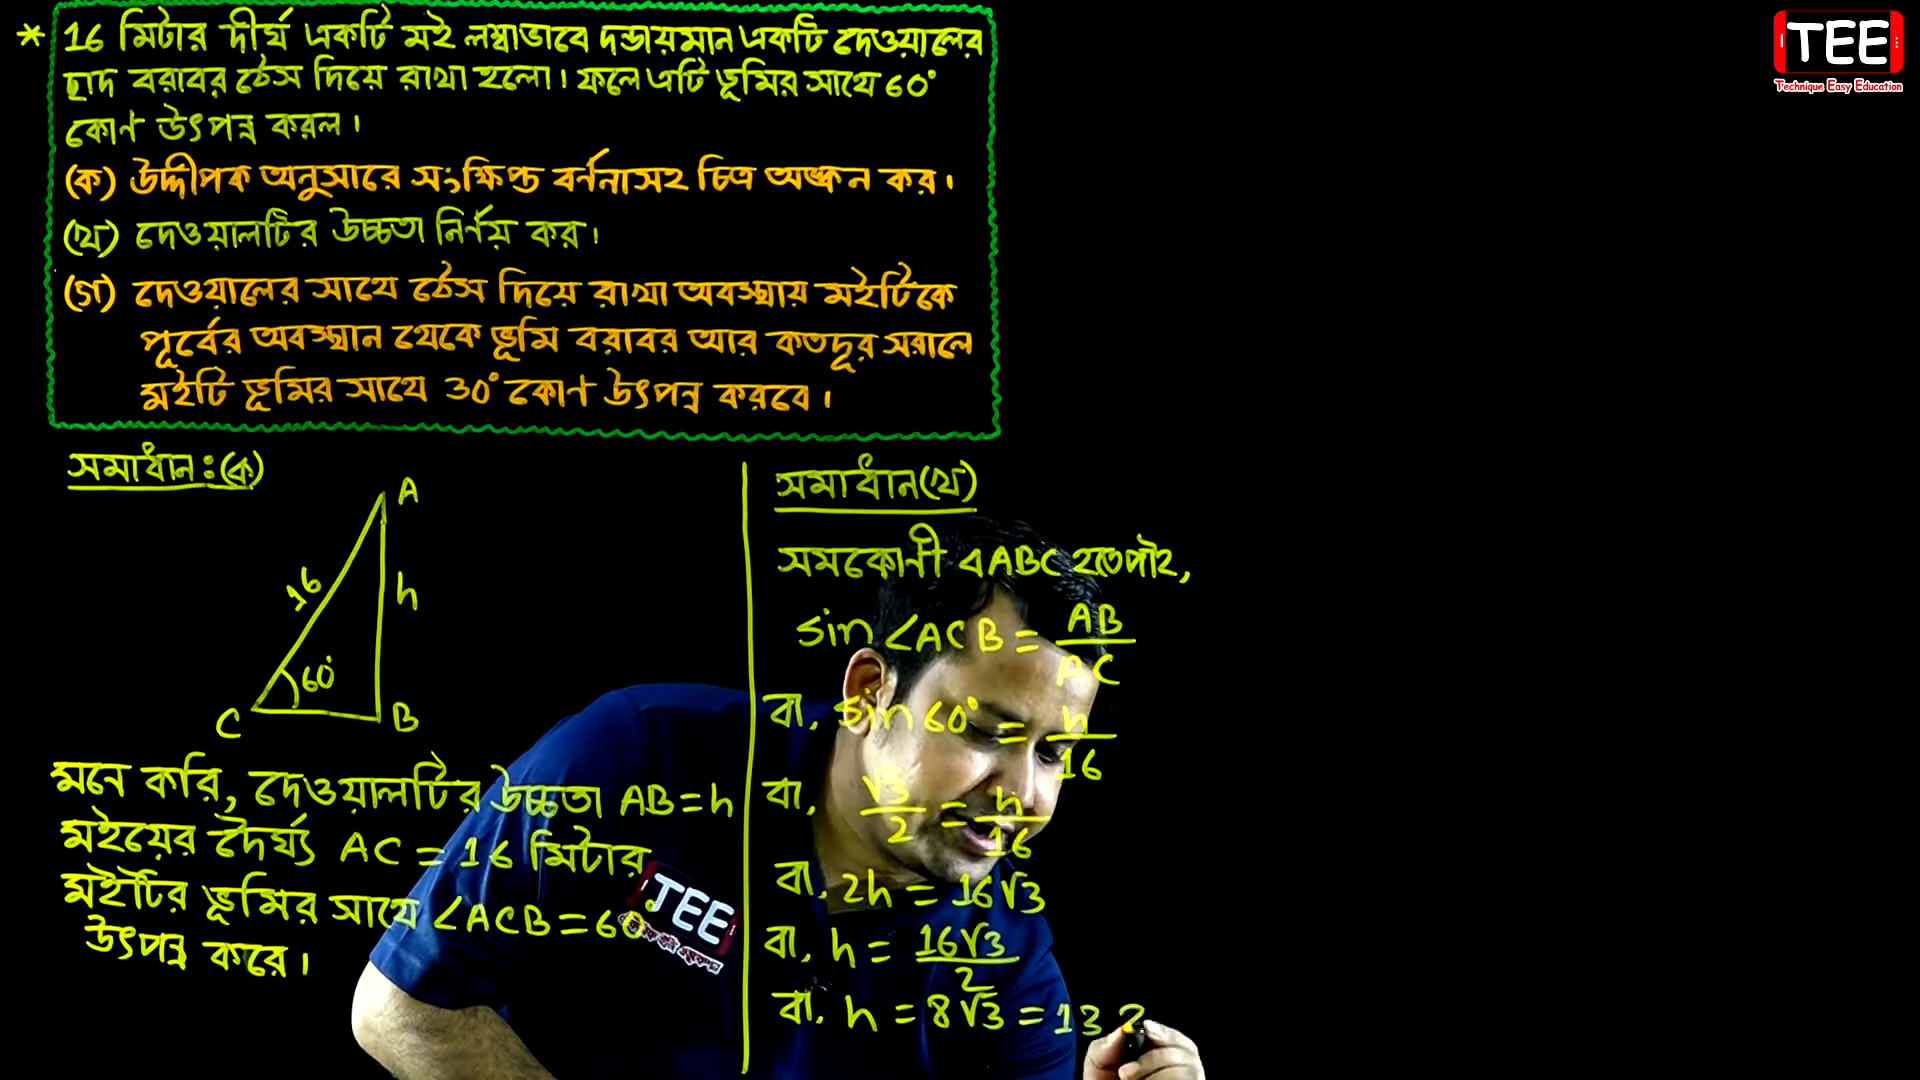 * 16 মিটার দীর্ঘ একটি মই লম্বাভাবে দন্ডায়মান একটি দেওয়ালের
ছাদ বরাবর ঠেস দিয়ে রাখা হলো। ফলে এটি ভূমির সাথে 60°
কোণ উৎপন্ন করল।
(ক) উদ্দীপক অনুসারে সংক্ষিপ্ত বর্ননাসহ চিত্র অঙ্কন কর।
(খ) দেওয়ালটির উচ্চতা নির্ণয় কর।
(গ) দেওয়ালের সাথে ঠেস দিয়ে রাখা অবস্থায় মইটিকে
পূর্বের অবস্থান থেকে ভূমি বরাবর আর কতদূর সরালে
মইটি ভূমির সাথে 30° কোণ উৎপন্ন করবে।
TEE
Technique Easy Education
সমাধান: (ক)
A
16
h
60°
C
B
মনে করি, দেওয়ালটির উচ্চতা AB = h
মইয়ের দৈর্ঘ্য AC = 16 মিটার
মইটির ভূমির সাথে ∠ACB = 60°
উৎপন্ন করে।
TEE
সমাধান (খ)
সমকোণী ⊿ABC হতে পাই,
sin ∠ACB = AB/AC
বা, sin 60° = h/16
বা, √3/2 = h/16
বা, 2h = 16√3
বা, h = 16√3/2
বা, h = 8√3 = 13